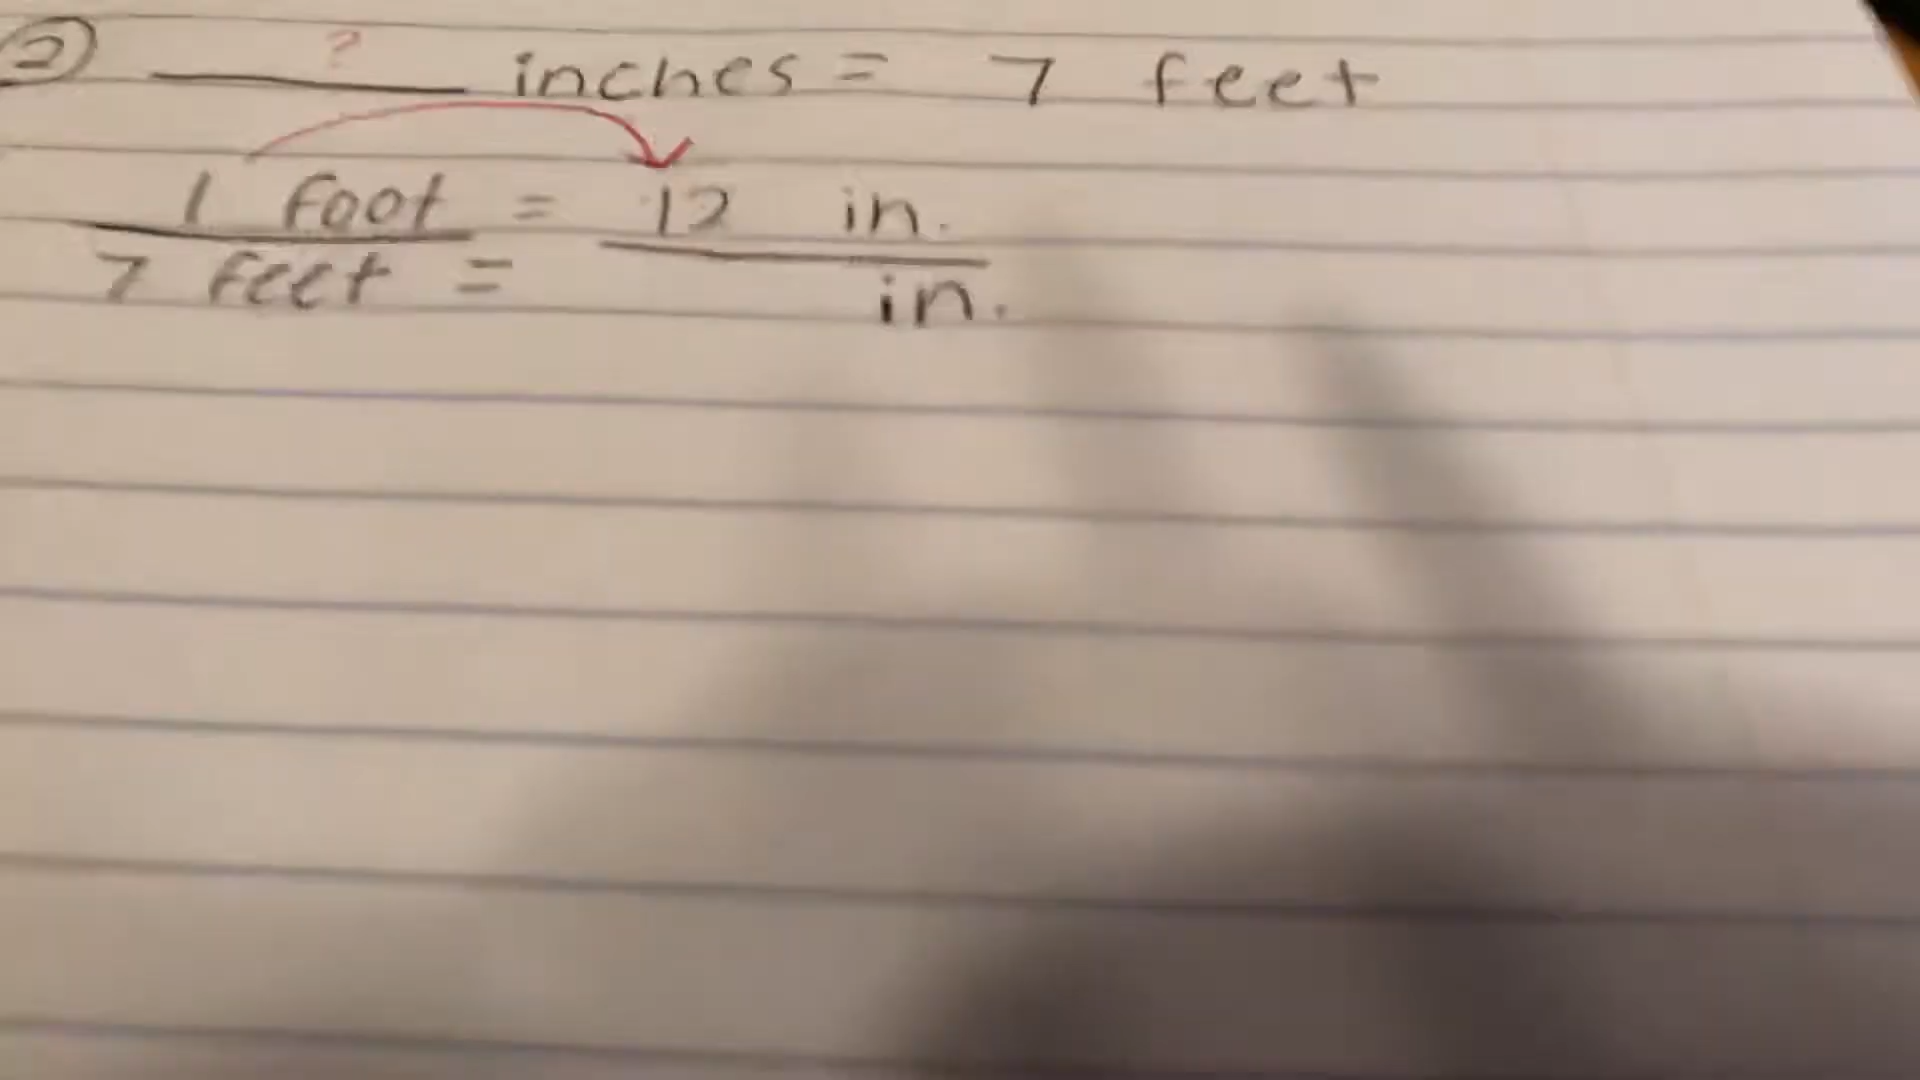 2 ? inches = 7 feet
1 foot = 12 in.
7 feet = in.